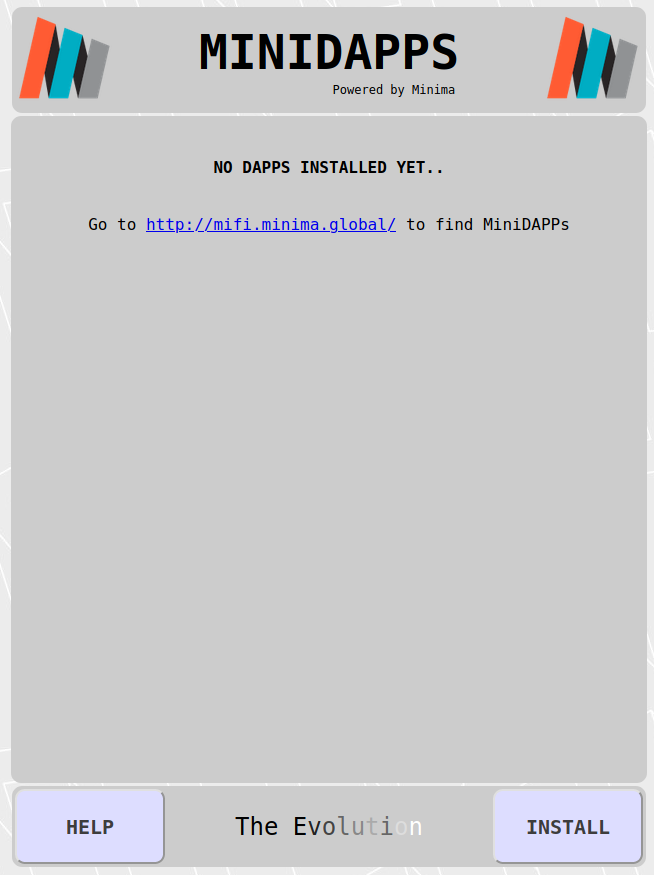 MINIDAPPS
Powered by Minima
NO DAPPS INSTALLED YET..
Go to http://mifi.minima.global/ to find MiniDAPPs
HELP
The Evolution
INSTALL